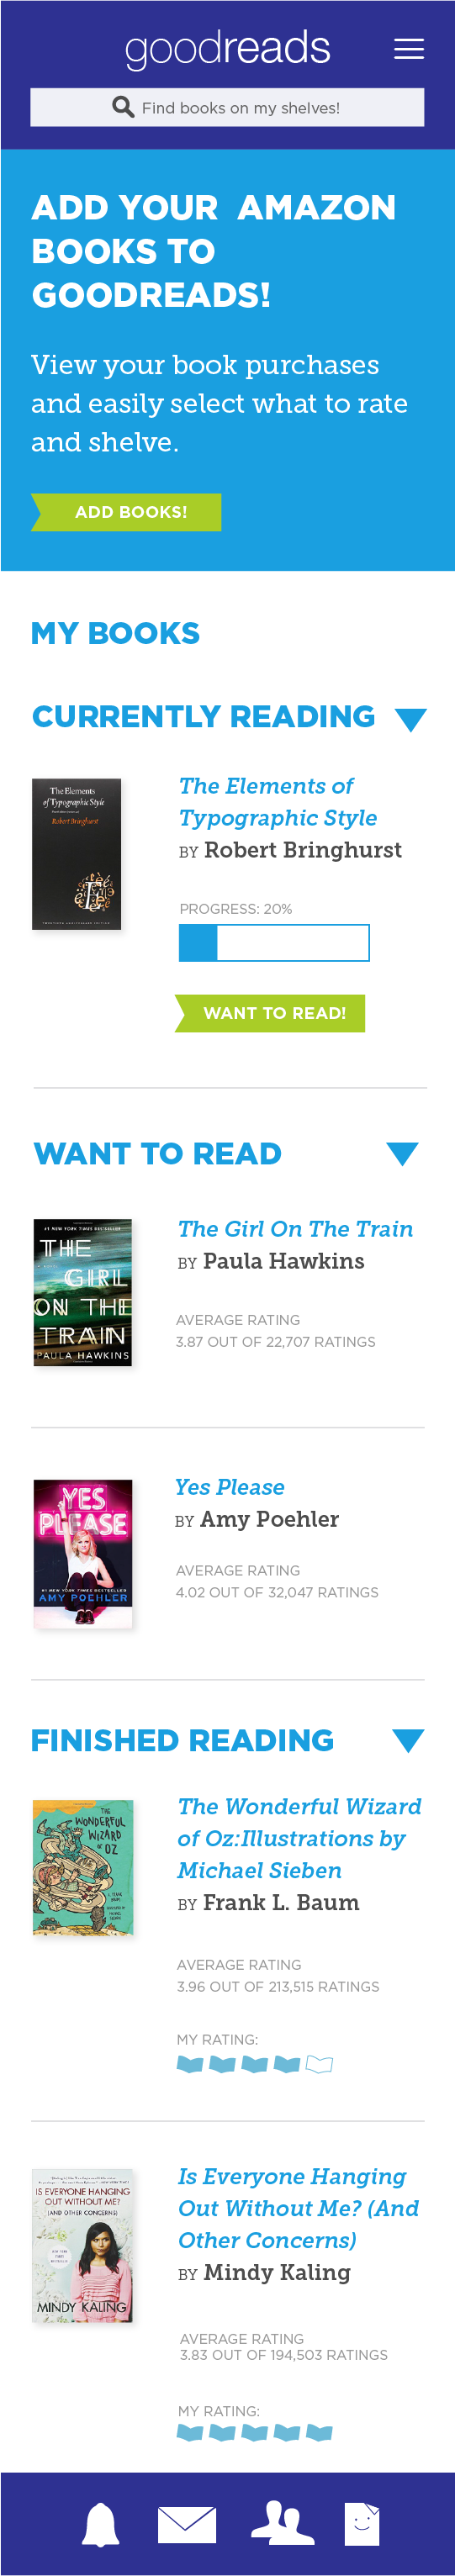 goodreads
Find books on my shelves!
ADD YOUR AMAZON
BOOKS TO
GOODREADS!
View your book purchases
and easily select what to rate
and shelve.
ADD BOOKS!
MY BOOKS
CURRENTLY READING
The Elements
of Typographic Style
Robert Bringhurst
The Elements of
Typographic Style
BY Robert Bringhurst
PROGRESS: 20%
WANT TO READ!
WANT TO READ
#1 NEW YORK TIMES BESTSELLER
THE
GIRL
ON THE
TRAIN
PAULA HAWKINS
The Girl On The Train
BY Paula Hawkins
AVERAGE RATING
3.87 OUT OF 22,707 RATINGS
YES
PLEASE
#1 NEW YORK TIMES BESTSELLER
AMY POEHLER
Yes Please
BY Amy Poehler
AVERAGE RATING
4.02 OUT OF 32,047 RATINGS
FINISHED READING
THE
WONDERFUL
WIZARD
OF OZ
The Wonderful Wizard
of Oz:Illustrations by
Michael Sieben
BY Frank L. Baum
AVERAGE RATING
3.96 OUT OF 213,515 RATINGS
MY RATING:
IS EVERYONE HANGING
OUT WITHOUT ME?
(AND OTHER CONCERNS)
MINDY KALING
Is Everyone Hanging
Out Without Me? (And
Other Concerns)
BY Mindy Kaling
AVERAGE RATING
3.83 OUT OF 194,503 RATINGS
MY RATING: